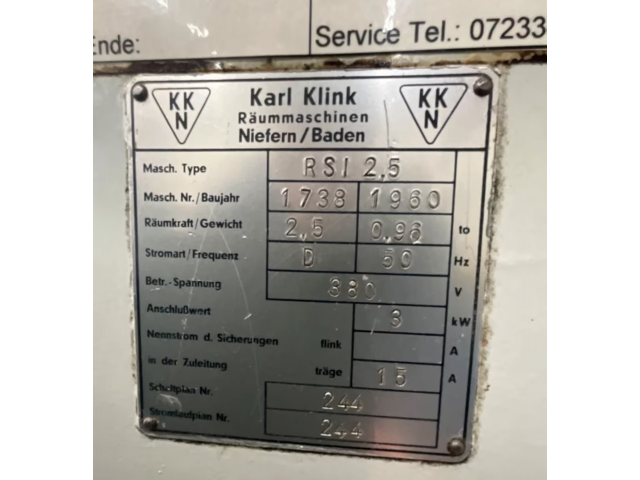 Ende:
Service Tel.: 07233
KK
N
Karl Klink
Räummaschinen
Niefern/Baden
KK
N
Masch. Type RSI 2,5
Masch. Nr./Baujahr 1738 1960
Räumkraft/Gewicht 2,5 0,96 to
Stromart/Frequenz D 50 Hz
Betr.-Spannung 380 V
Anschlußwert 3 kW
Nennstrom d. Sicherungen flink A
in der Zuleitung träge 15 A
Schaltplan Nr. 244
Stromlaufplan Nr. 244